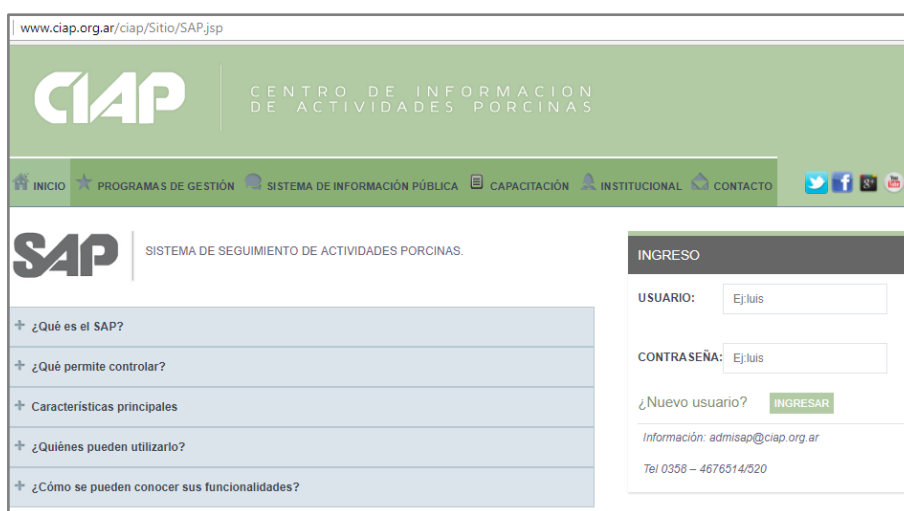 www.ciap.org.ar/ciap/Sitio/SAP.jsp
CIAP
CENTRO DE INFORMACION
DE ACTIVIDADES PORCINAS
INICIO PROGRAMAS DE GESTIÓN SISTEMA DE INFORMACIÓN PÚBLICA CAPACITACIÓN INSTITUCIONAL CONTACTO
SAP
SISTEMA DE SEGUIMIENTO DE ACTIVIDADES PORCINAS.
+ ¿Qué es el SAP?
+ ¿Qué permite controlar?
+ Características principales
+ ¿Quiénes pueden utilizarlo?
+ ¿Cómo se pueden conocer sus funcionalidades?
INGRESO
USUARIO: Ej:luis
CONTRASEÑA: Ej:luis
¿Nuevo usuario? INGRESAR
Información: admisap@ciap.org.ar
Tel 0358 – 4676514/520